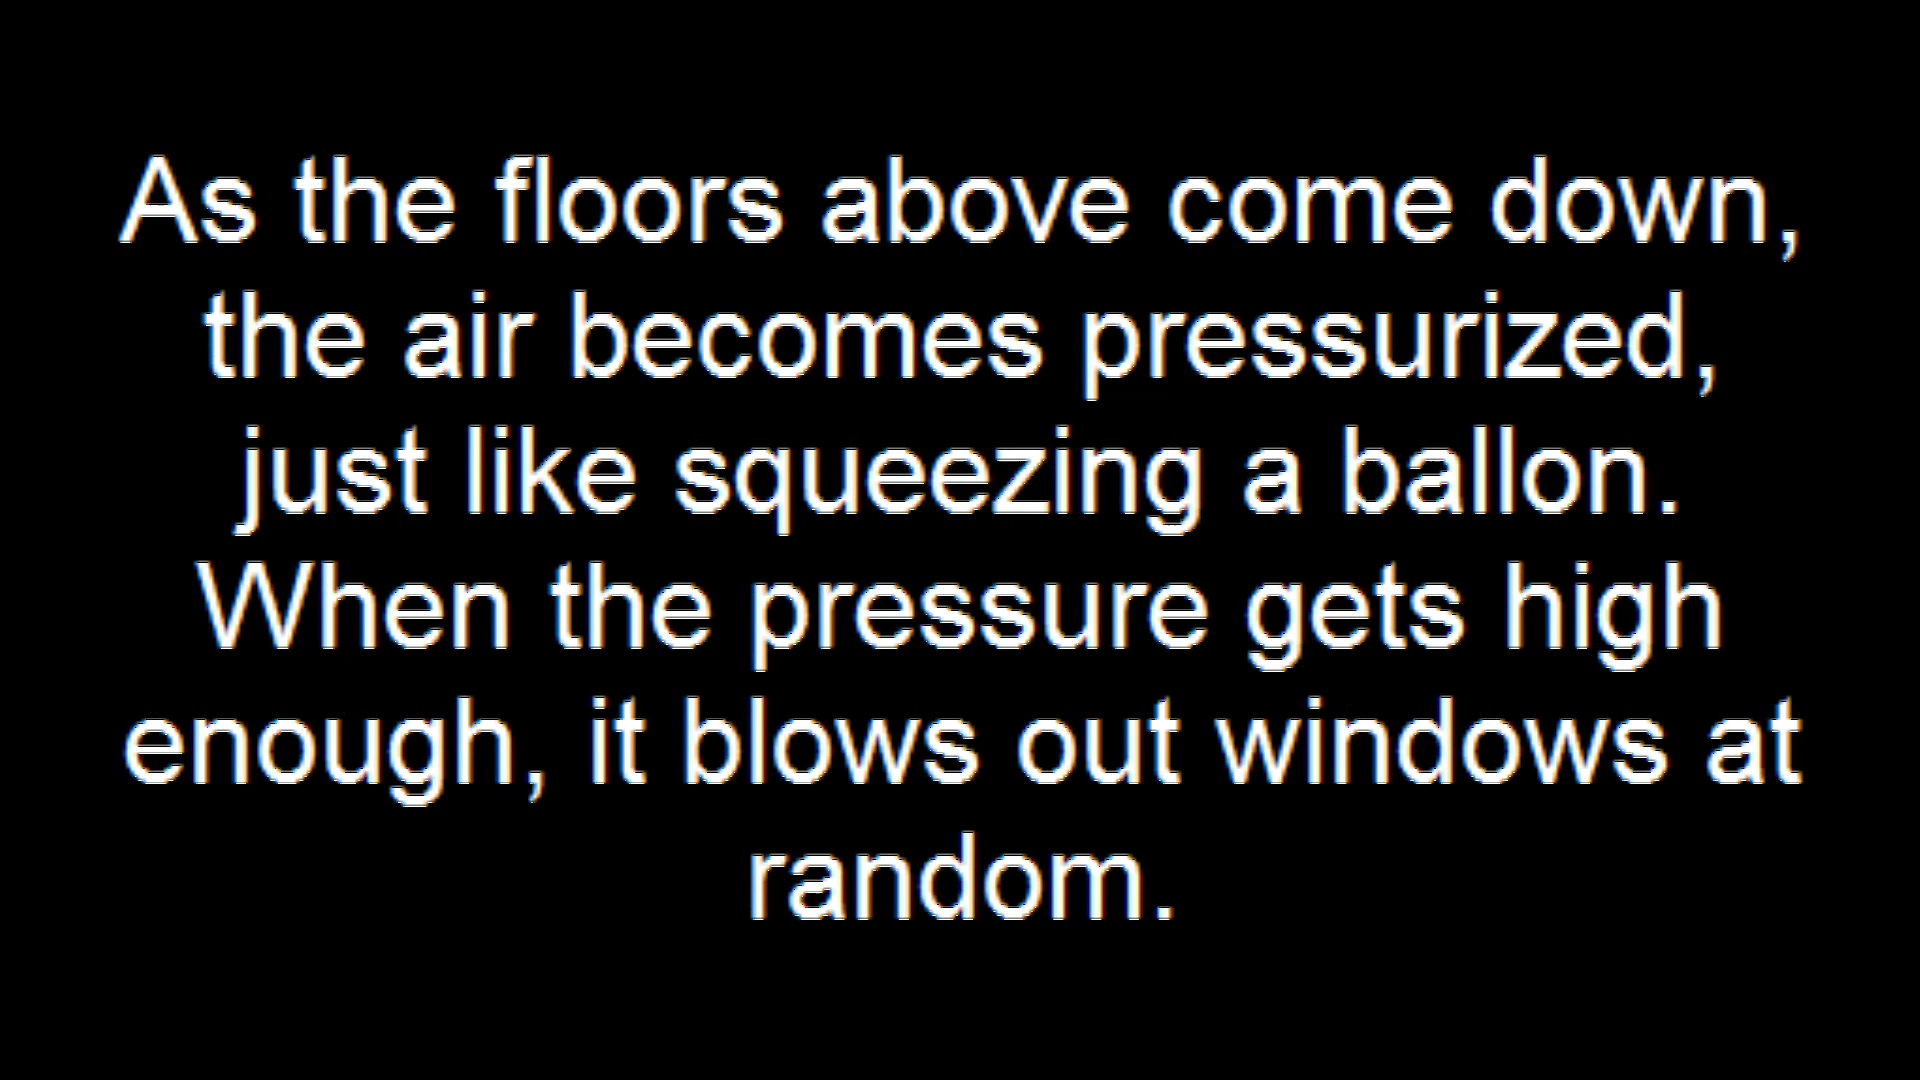 As the floors above come down,
the air becomes pressurized,
just like squeezing a ballon.
When the pressure gets high
enough, it blows out windows at
random.